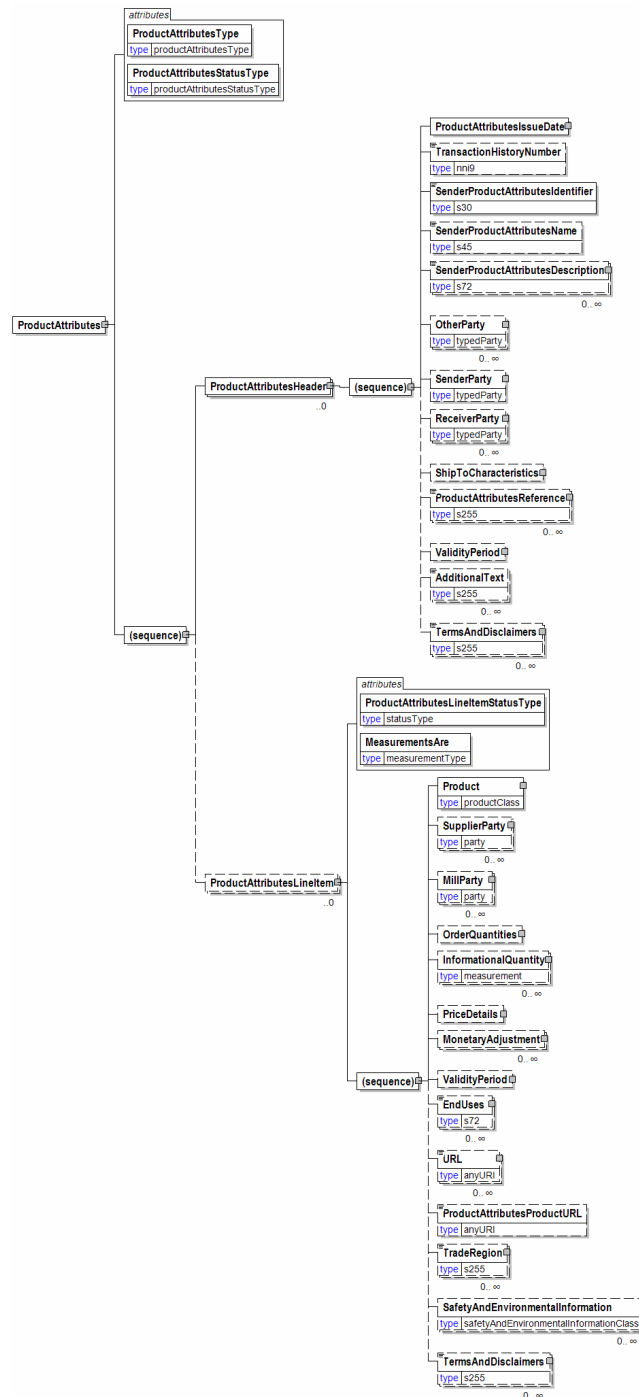 attributes
ProductAttributesType
type productAttributesType
ProductAttributesStatusType
type productAttributesStatusType
ProductAttributes
ProductAttributesHeader
..0
(sequence)
ProductAttributesIssueDate
TransactionHistoryNumber
type nni9
SenderProductAttributesIdentifier
type s30
SenderProductAttributesName
type s45
SenderProductAttributesDescription
type s72
0.. ∞
OtherParty
type typedParty
0.. ∞
SenderParty
type typedParty
ReceiverParty
type typedParty
0.. ∞
ShipToCharacteristics
ProductAttributesReference
type s255
0.. ∞
ValidityPeriod
AdditionalText
type s255
0.. ∞
TermsAndDisclaimers
type s255
0.. ∞
(sequence)
attributes
ProductAttributesLineItemStatusType
type statusType
MeasurementsAre
type measurementType
ProductAttributesLineItem
..0
(sequence)
Product
type productClass
SupplierParty
type party
0.. ∞
MillParty
type party
0.. ∞
OrderQuantities
InformationalQuantity
type measurement
0.. ∞
PriceDetails
MonetaryAdjustment
0.. ∞
ValidityPeriod
EndUses
type s72
0.. ∞
URL
type anyURI
0.. ∞
ProductAttributesProductURL
type anyURI
TradeRegion
type s255
0.. ∞
SafetyAndEnvironmentalInformation
type safetyAndEnvironmentalInformationClass
0.. ∞
TermsAndDisclaimers
type s255
0.. ∞